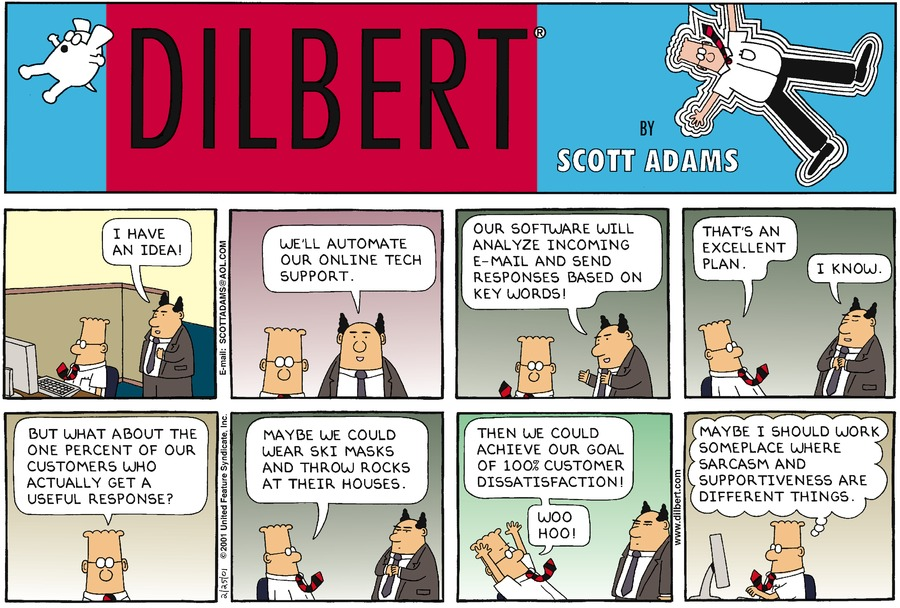 DILBERT®
BY
SCOTT ADAMS
I HAVE
AN IDEA!
E-mail: SCOTTADAMS@AOL.COM
WE'LL AUTOMATE
OUR ONLINE TECH
SUPPORT.
OUR SOFTWARE WILL
ANALYZE INCOMING
E-MAIL AND SEND
RESPONSES BASED ON
KEY WORDS!
THAT'S AN
EXCELLENT
PLAN.
I KNOW.
BUT WHAT ABOUT THE
ONE PERCENT OF OUR
CUSTOMERS WHO
ACTUALLY GET A
USEFUL RESPONSE?
2/25/01 © 2001 United Feature Syndicate, Inc.
MAYBE WE COULD
WEAR SKI MASKS
AND THROW ROCKS
AT THEIR HOUSES.
THEN WE COULD
ACHIEVE OUR GOAL
OF 100% CUSTOMER
DISSATISFACTION!
WOO
HOO!
www.dilbert.com
MAYBE I SHOULD WORK
SOMEPLACE WHERE
SARCASM AND
SUPPORTIVENESS ARE
DIFFERENT THINGS.